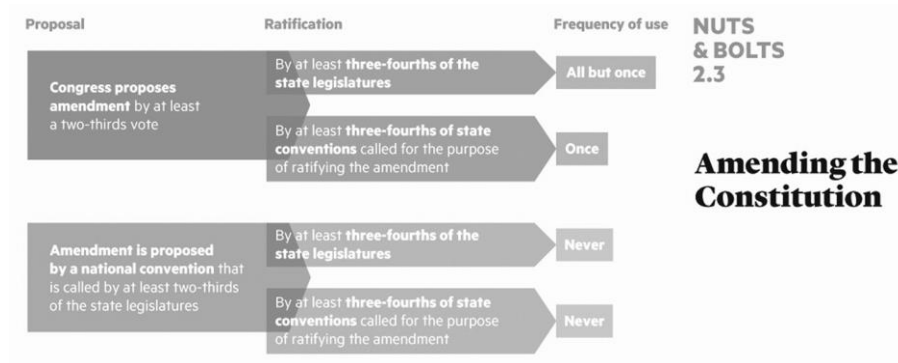 Proposal
Ratification
Frequency of use
NUTS
& BOLTS
2.3
Amending the
Constitution
Congress proposes
amendment by at least
a two-thirds vote
By at least three-fourths of the
state legislatures
All but once
By at least three-fourths of state
conventions called for the purpose
of ratifying the amendment
Once
Amendment is proposed
by a national convention that
is called by at least two-thirds
of the state legislatures
By at least three-fourths of the
state legislatures
Never
By at least three-fourths of state
conventions called for the purpose
of ratifying the amendment
Never